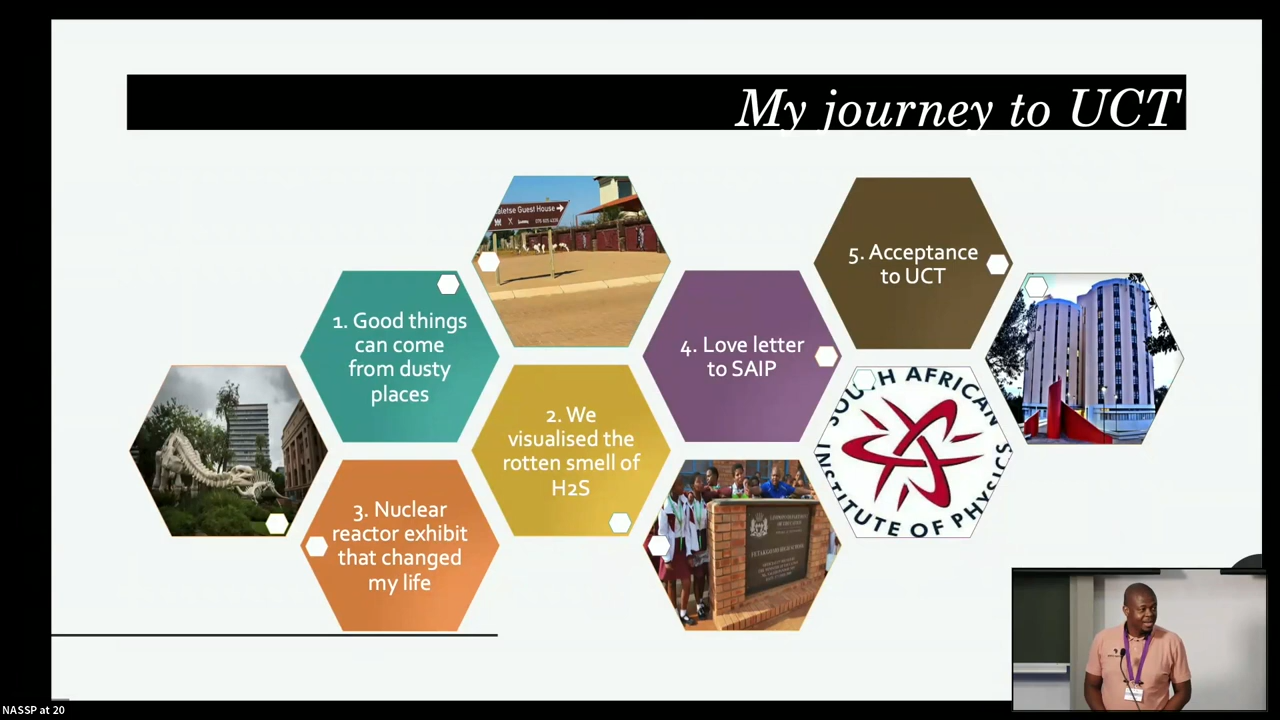 My journey to UCT
aletse Guest House →
5. Acceptance
to UCT
1. Good things
can come
from dusty
places
4. Love letter
to SAIP
2. We
visualised the
rotten smell of
H2S
SOUTH AFRICAN
INSTITUTE OF PHYSICS
3. Nuclear
reactor exhibit
that changed
my life
NASSP at 20